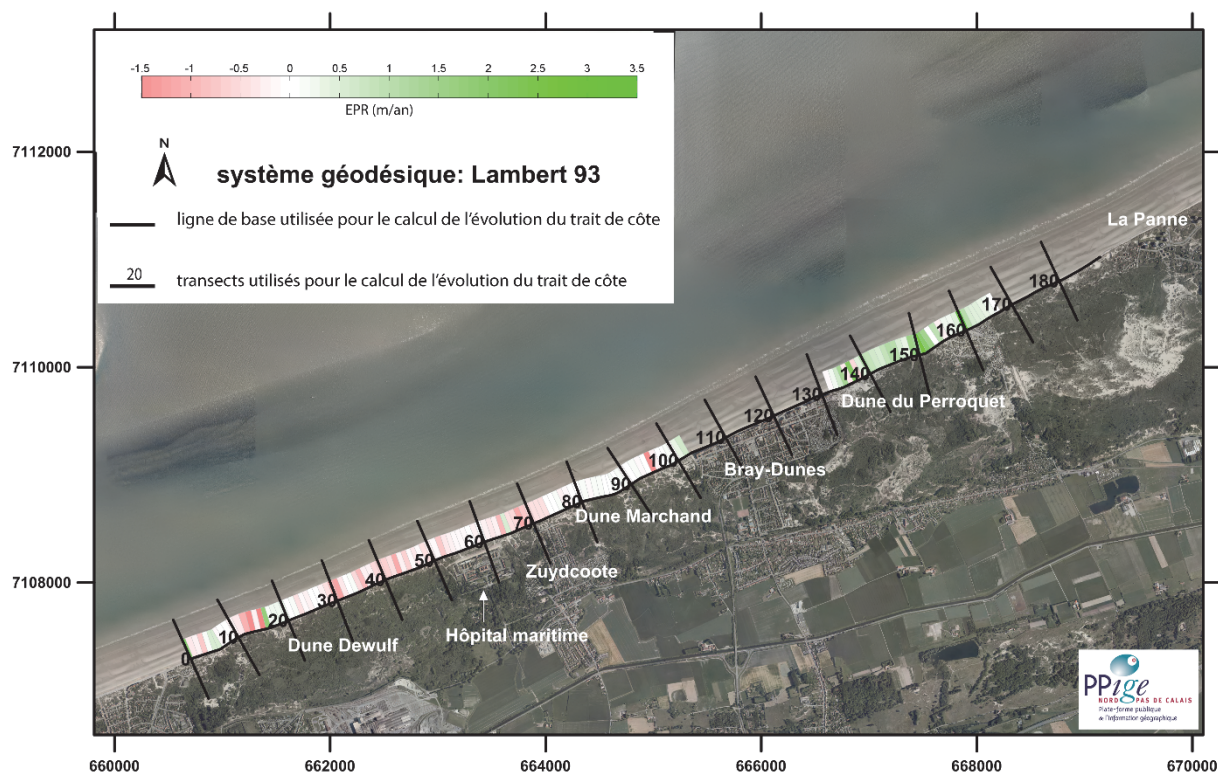 -1.5 -1 -0.5 0 0.5 1 1.5 2 2.5 3 3.5
EPR (m/an)
N
système géodésique: Lambert 93
ligne de base utilisée pour le calcul de l'évolution du trait de côte
20
transects utilisés pour le calcul de l'évolution du trait de côte
7112000
7110000
7108000
La Panne
180
170
160
150
140
Dune du Perroquet
130
120
110
Bray-Dunes
100
90
Dune Marchand
80
70
Zuydcoote
60
Hôpital maritime
50
40
30
Dune Dewulf
20
10
0
PPige
NORD PAS DE CALAIS
Plate-forme publique
de l'information géographique
660000 662000 664000 666000 668000 670000